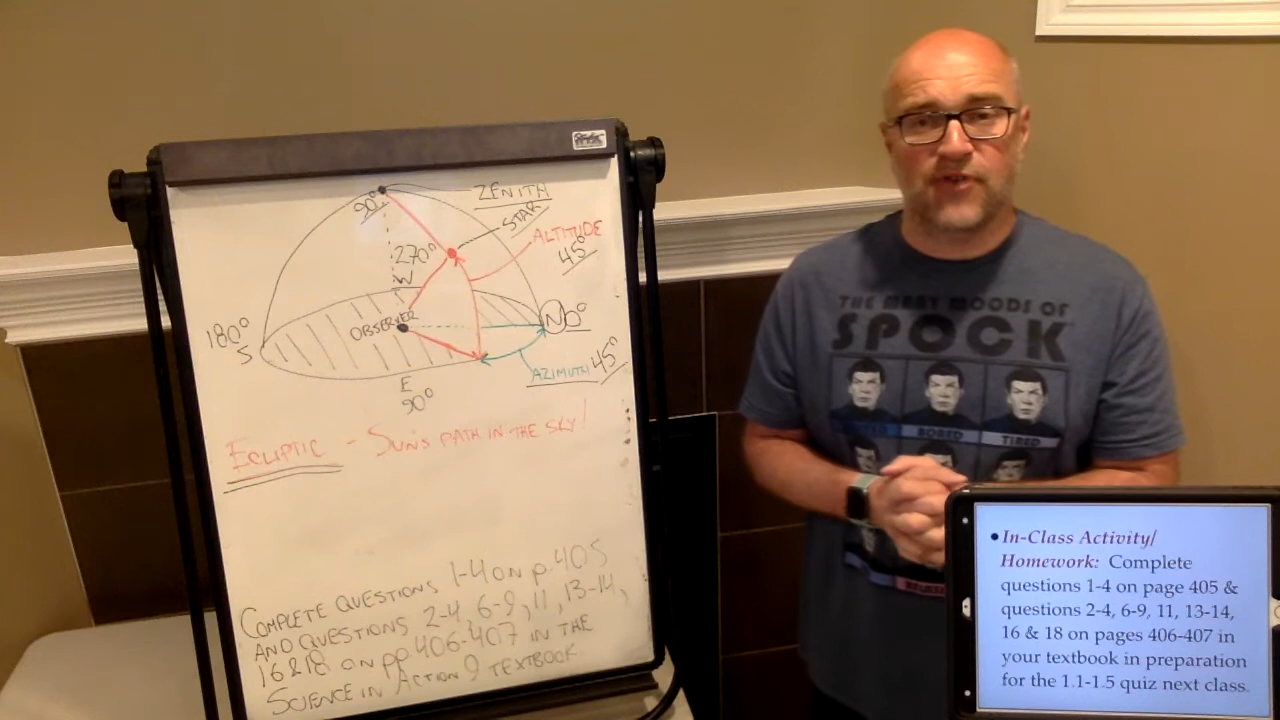 ZENITH
90°
STAR
ALTITUDE
45°
270°
W
OBSERVER
N 0°
180°
S
AZIMUTH 45°
E
90°
ECLIPTIC - SUN'S PATH IN THE SKY!
COMPLETE QUESTIONS 1-4 ON p.405
AND QUESTIONS 2-4, 6-9, 11, 13-14,
16 & 18 ON pp.406-407 IN THE
SCIENCE IN ACTION 9 TEXTBOOK.
THE MANY MOODS OF
SPOCK
BORED
TIRED
• In-Class Activity/
Homework: Complete
questions 1-4 on page 405 &
questions 2-4, 6-9, 11, 13-14,
16 & 18 on pages 406-407 in
your textbook in preparation
for the 1.1-1.5 quiz next class.